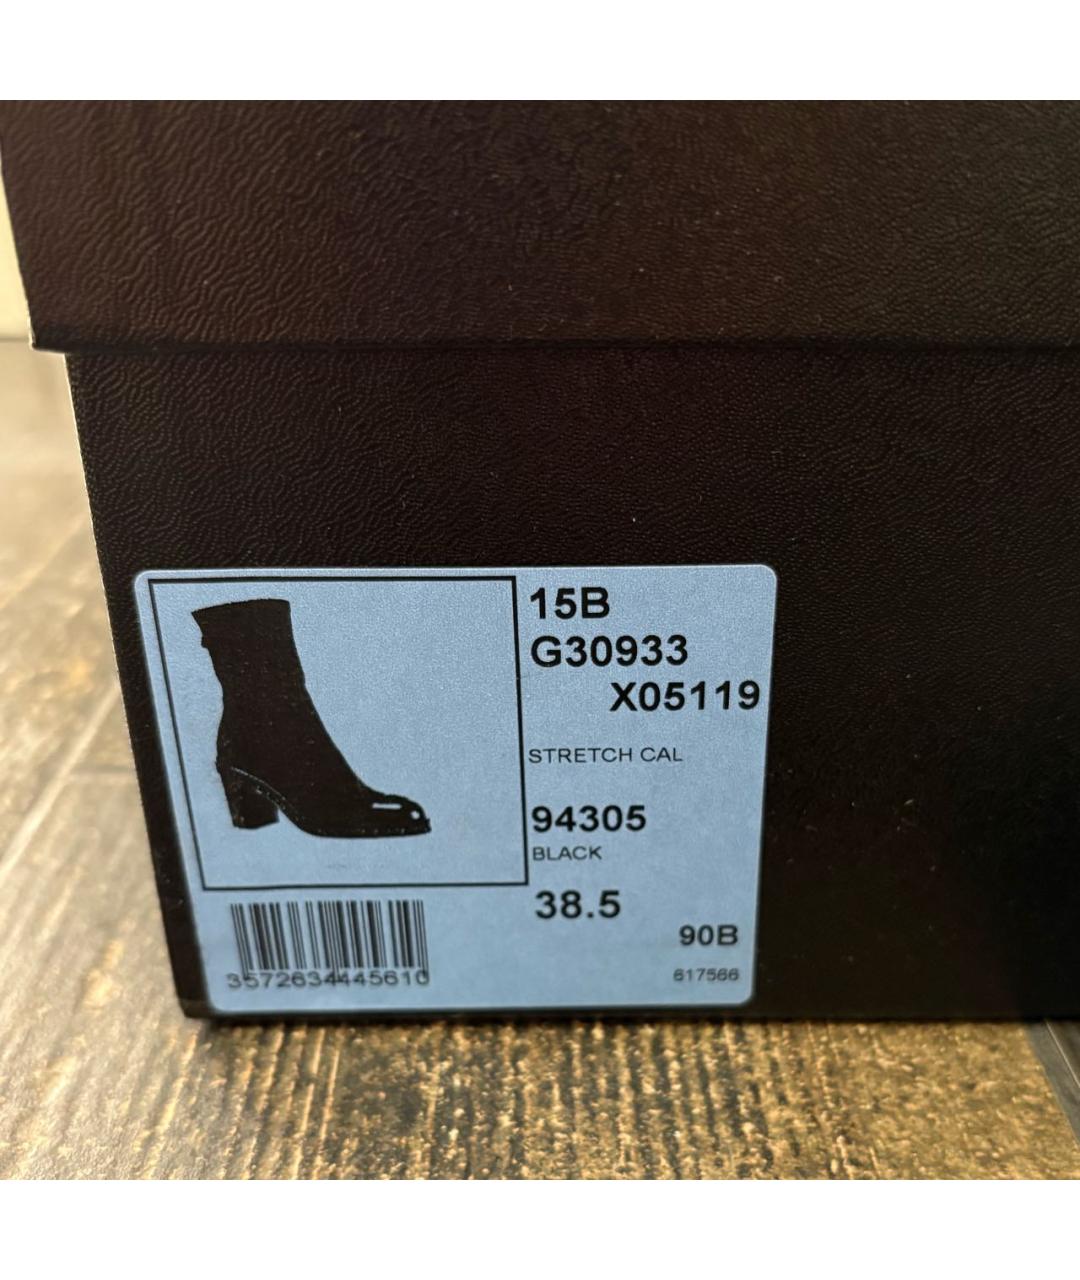 15B
G30933
X05119
STRETCH CAL
94305
BLACK
38.5
90B
3572634445610
617566